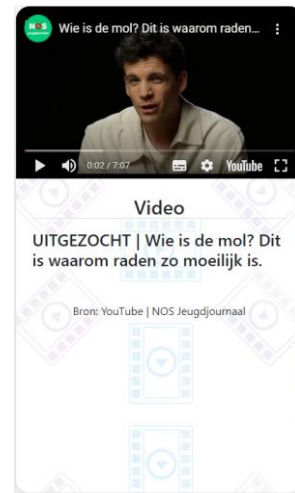 NOS
jeugdjournaal
Wie is de mol? Dit is waarom raden...
0:02 / 7:07
YouTube
Video
UITGEZOCHT | Wie is de mol? Dit
is waarom raden zo moeilijk is.
Bron: YouTube | NOS Jeugdjournaal